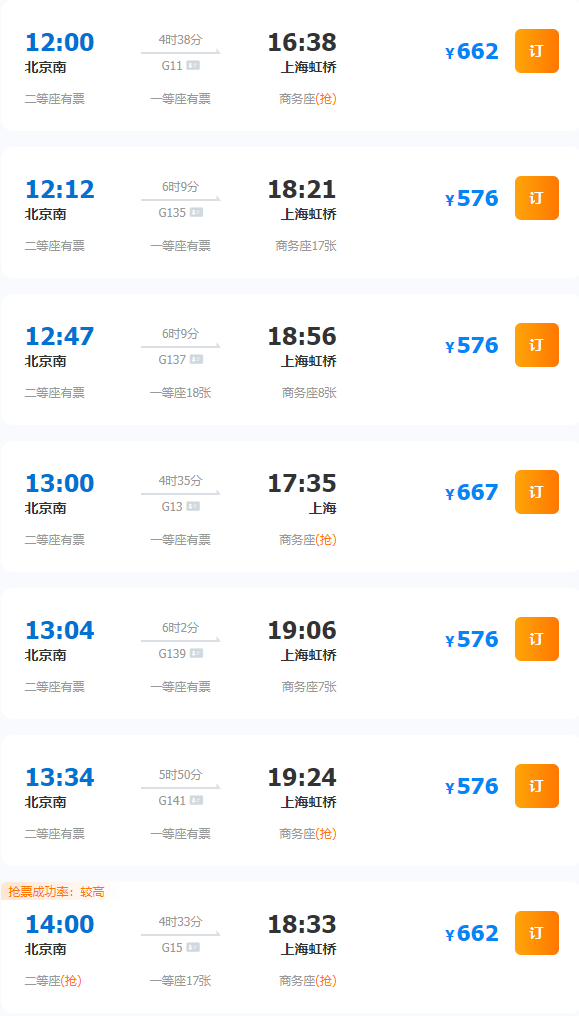 12:00 4时38分 16:38 ¥662 订
北京南 G11 上海虹桥
二等座有票 一等座有票 商务座(抢)
12:12 6时9分 18:21 ¥576 订
北京南 G135 上海虹桥
二等座有票 一等座有票 商务座17张
12:47 6时9分 18:56 ¥576 订
北京南 G137 上海虹桥
二等座有票 一等座18张 商务座8张
13:00 4时35分 17:35 ¥667 订
北京南 G13 上海
二等座有票 一等座有票 商务座(抢)
13:04 6时2分 19:06 ¥576 订
北京南 G139 上海虹桥
二等座有票 一等座有票 商务座7张
13:34 5时50分 19:24 ¥576 订
北京南 G141 上海虹桥
二等座有票 一等座有票 商务座(抢)
抢票成功率：较高
14:00 4时33分 18:33 ¥662 订
北京南 G15 上海虹桥
二等座(抢) 一等座17张 商务座(抢)